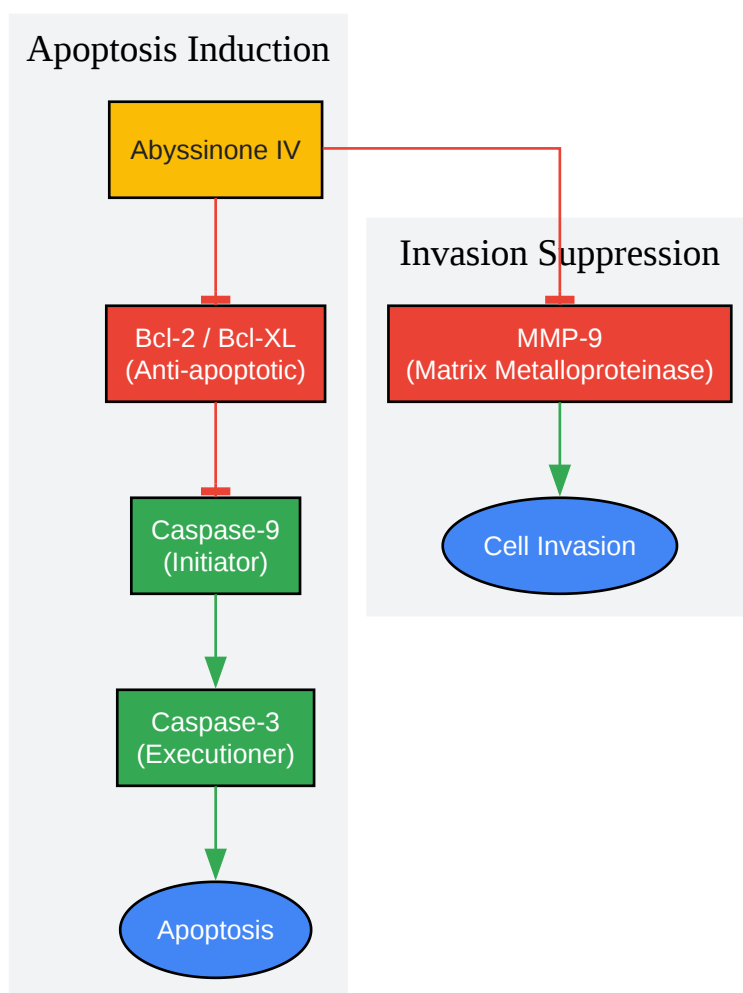 Apoptosis Induction
Abyssinone IV
Invasion Suppression
Bcl-2 / Bcl-XL
(Anti-apoptotic)
MMP-9
(Matrix Metalloproteinase)
Caspase-9
(Initiator)
Cell Invasion
Caspase-3
(Executioner)
Apoptosis